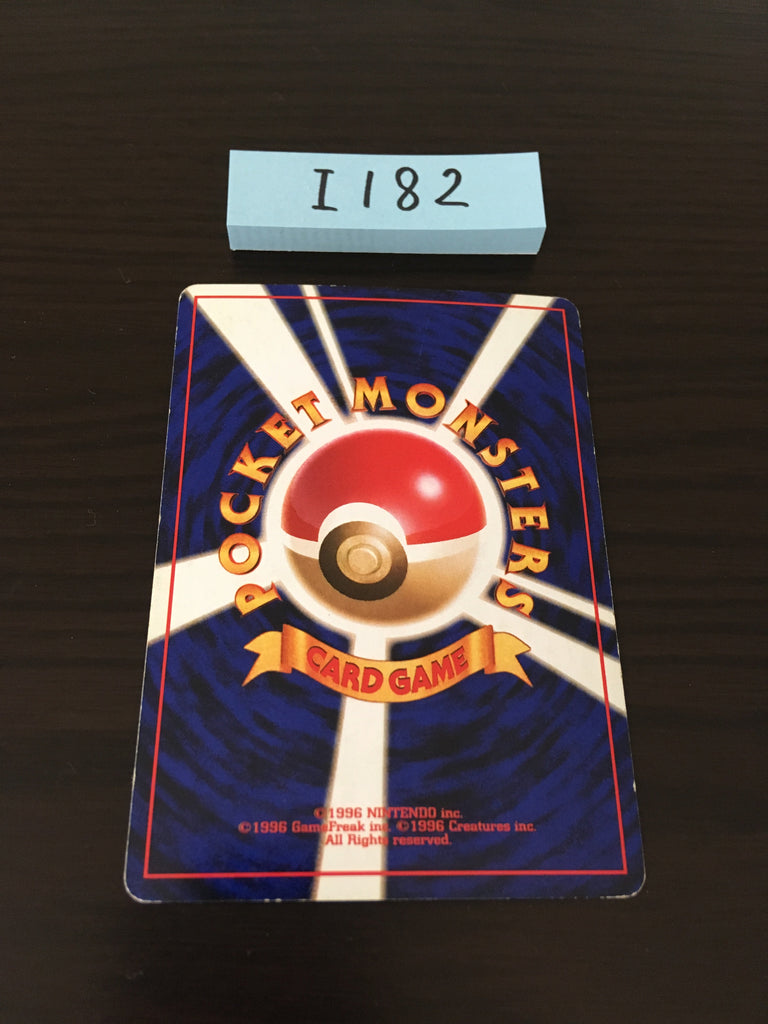 I182
POCKET MONSTERS
CARD GAME
©1996 NINTENDO inc.
©1996 GameFreak inc. ©1996 Creatures inc.
All Rights reserved.